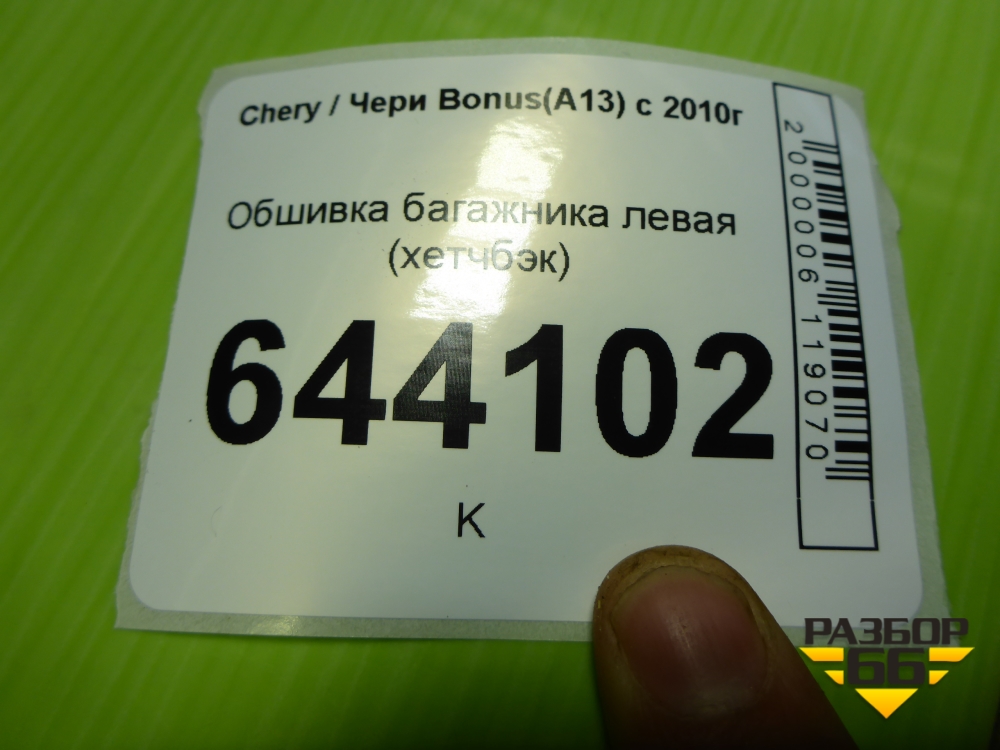 Chery / Чери Bonus(A13) с 2010г
Обшивка багажника левая
(хетчбэк)
644102
К
2000006119070
РАЗБОР
66